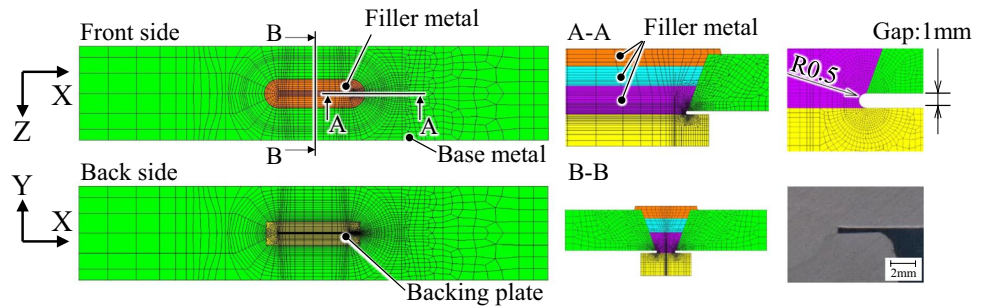 Front side
B
Filler metal
X
Z
A
A
B
Base metal
Back side
Y
X
Backing plate
A-A
Filler metal
B-B
Gap:1mm
R0.5
2mm